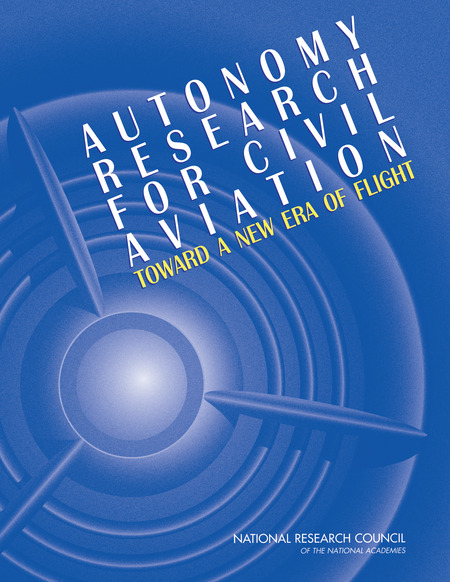 AUTONOMY
RESEARCH
FOR CIVIL
AVIATION
TOWARD A NEW ERA OF FLIGHT
NATIONAL RESEARCH COUNCIL
OF THE NATIONAL ACADEMIES